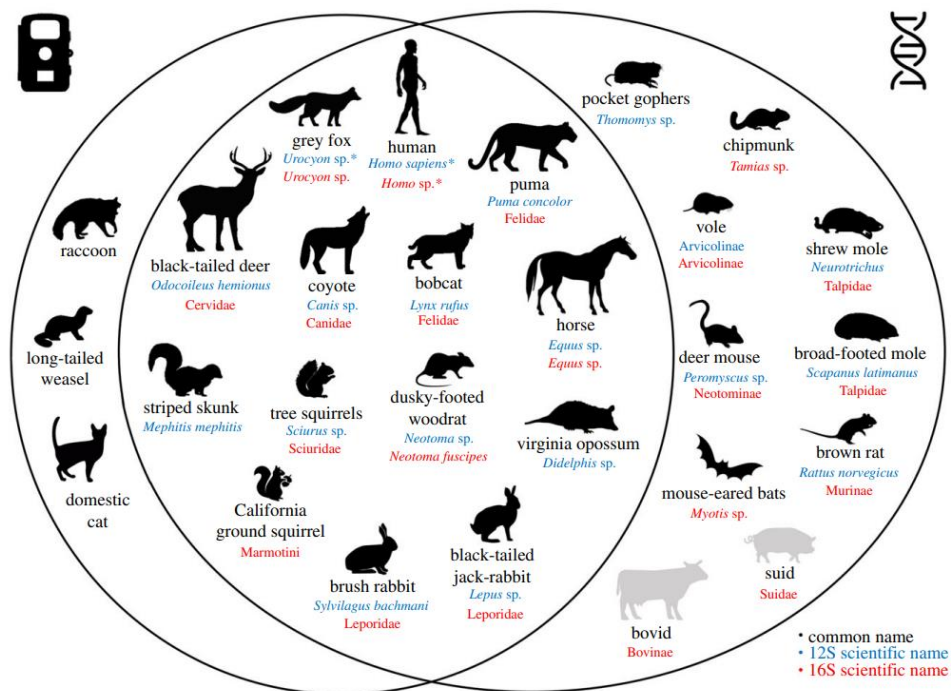 grey fox
Urocyon sp.*
Urocyon sp.
human
Homo sapiens*
Homo sp.*
puma
Puma concolor
Felidae
pocket gophers
Thomomys sp.
chipmunk
Tamias sp.
raccoon
black-tailed deer
Odocoileus hemionus
Cervidae
coyote
Canis sp.
Canidae
bobcat
Lynx rufus
Felidae
horse
Equus sp.
Equus sp.
vole
Arvicolinae
Arvicolinae
shrew mole
Neurotrichus
Talpidae
long-tailed
weasel
striped skunk
Mephitis mephitis
tree squirrels
Sciurus sp.
Sciuridae
dusky-footed
woodrat
Neotoma sp.
Neotoma fuscipes
virginia opossum
Didelphis sp.
deer mouse
Peromyscus sp.
Neotominae
broad-footed mole
Scapanus latimanus
Talpidae
domestic
cat
California
ground squirrel
Marmotini
brush rabbit
Sylvilagus bachmani
Leporidae
black-tailed
jack-rabbit
Lepus sp.
Leporidae
mouse-eared bats
Myotis sp.
brown rat
Rattus norvegicus
Murinae
bovid
Bovinae
suid
Suidae
• common name
• 12S scientific name
• 16S scientific name